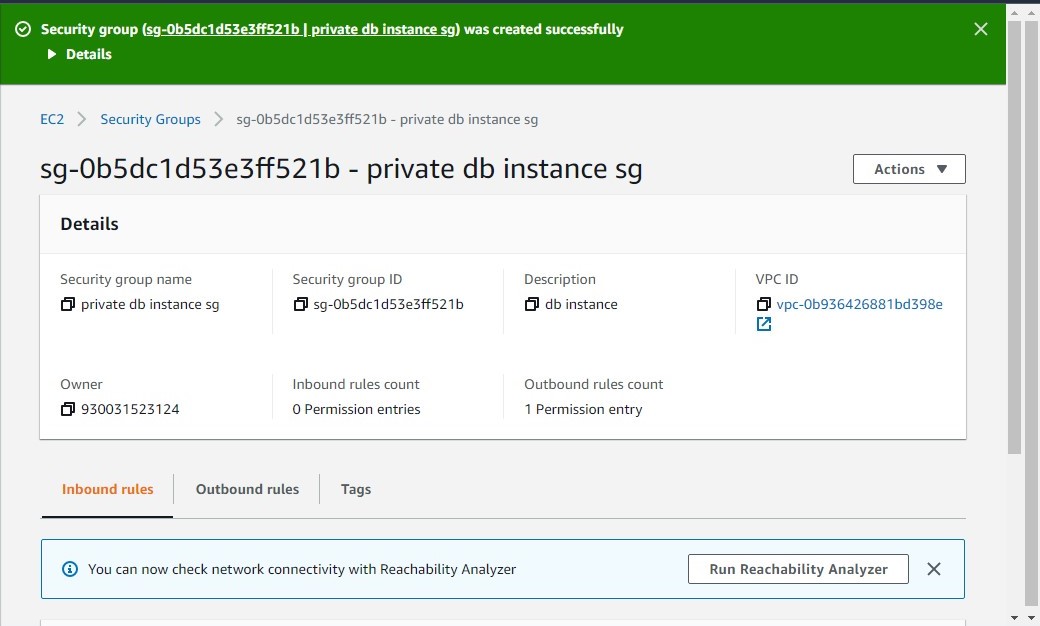 Security group (sg-0b5dc1d53e3ff521b | private db instance sg) was created successfully
Details
EC2 Security Groups sg-0b5dc1d53e3ff521b - private db instance sg
sg-0b5dc1d53e3ff521b - private db instance sg
Actions
Details
Security group name
private db instance sg
Security group ID
sg-0b5dc1d53e3ff521b
Description
db instance
VPC ID
vpc-0b936426881bd398e
Owner
930031523124
Inbound rules count
0 Permission entries
Outbound rules count
1 Permission entry
Inbound rules
Outbound rules
Tags
You can now check network connectivity with Reachability Analyzer
Run Reachability Analyzer